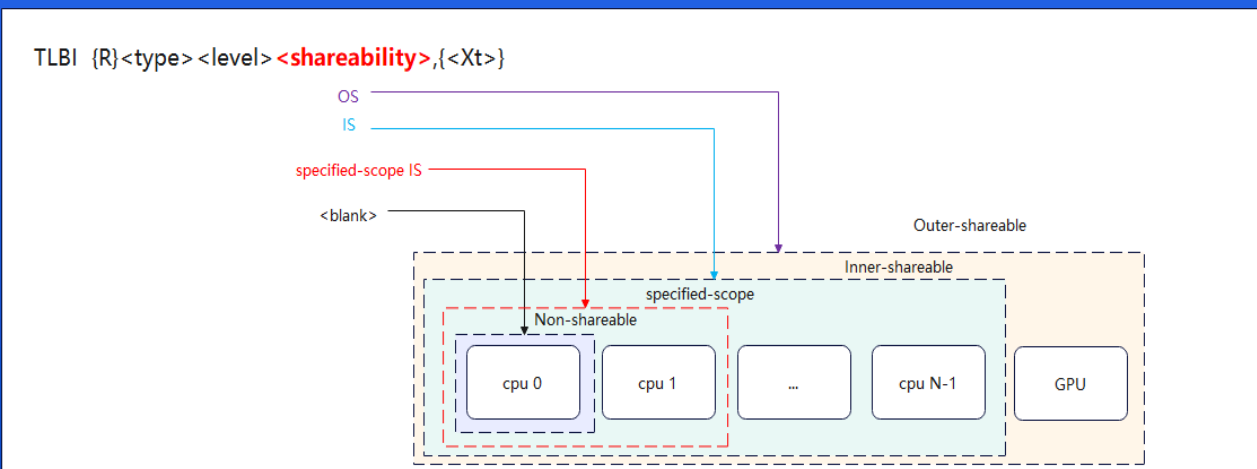 TLBI {R}<type><level><shareability>,{<Xt>}
OS
IS
specified-scope IS
<blank>
Outer-shareable
Inner-shareable
specified-scope
Non-shareable
cpu 0
cpu 1
...
cpu N-1
GPU